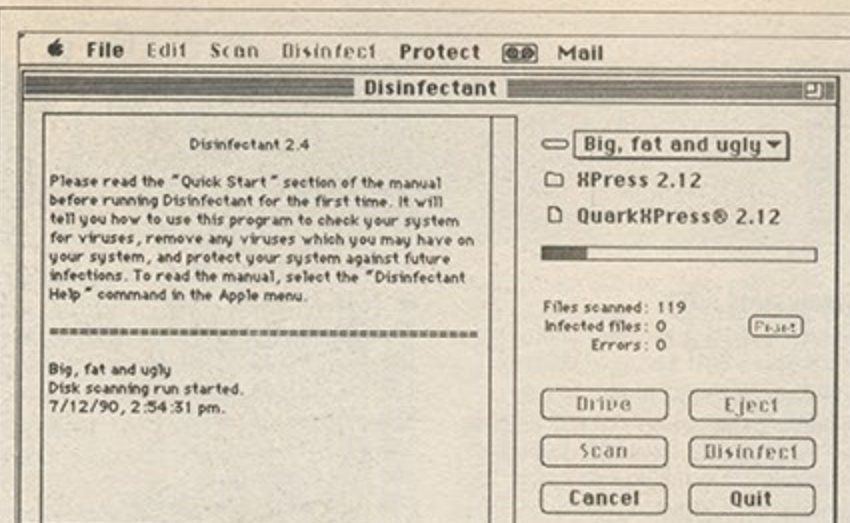 File Edit Scan Disinfect Protect Mail
Disinfectant
Disinfectant 2.4
Please read the "Quick Start" section of the manual
before running Disinfectant for the first time. It will
tell you how to use this program to check your system
for viruses, remove any viruses which you may have on
your system, and protect your system against future
infections. To read the manual, select the "Disinfectant
Help" command in the Apple menu.
Big, fat and ugly
Disk scanning run started.
7/12/90, 2:54:31 pm.
Big, fat and ugly
XPress 2.12
QuarkXPress® 2.12
Files scanned: 119
Infected files: 0
Reset
Errors: 0
Drive Eject
Scan Disinfect
Cancel Quit